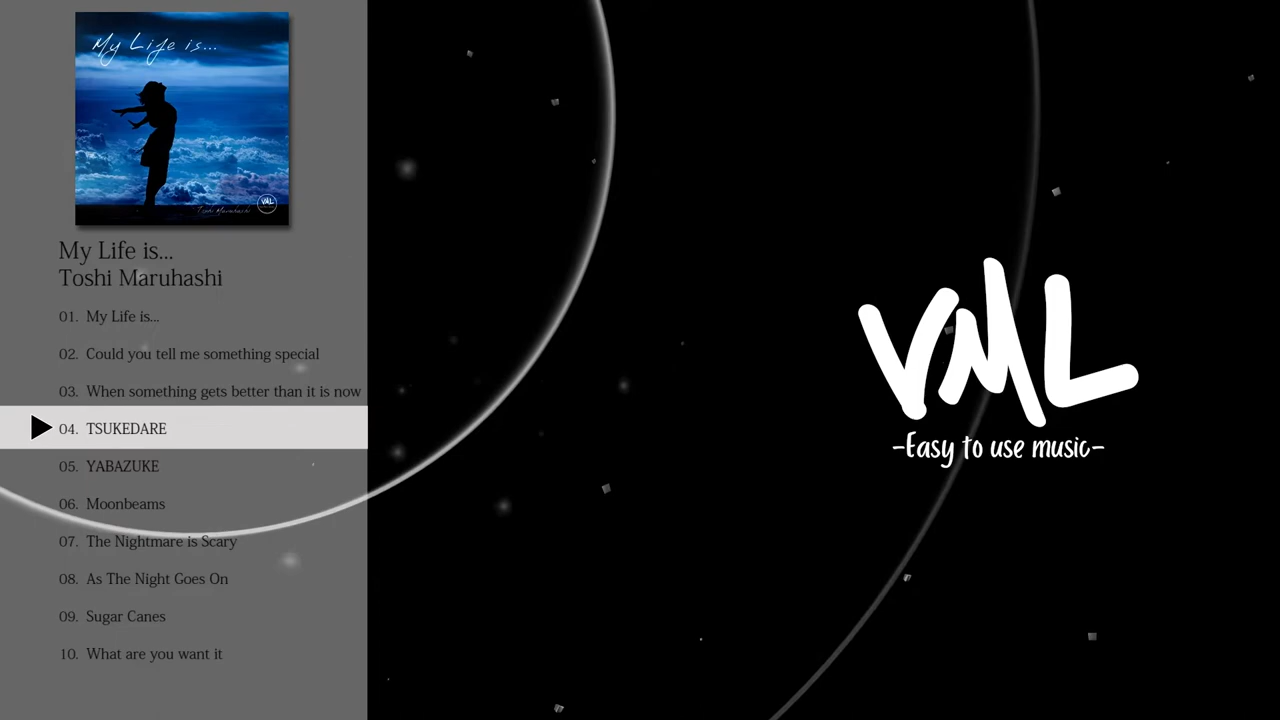 My Life is...
VML
Toshi Maruhashi
My Life is...
Toshi Maruhashi
01. My Life is...
02. Could you tell me something special
03. When something gets better than it is now
04. TSUKEDARE
05. YABAZUKE
06. Moonbeams
07. The Nightmare is Scary
08. As The Night Goes On
09. Sugar Canes
10. What are you want it
VML
-Easy to use music-